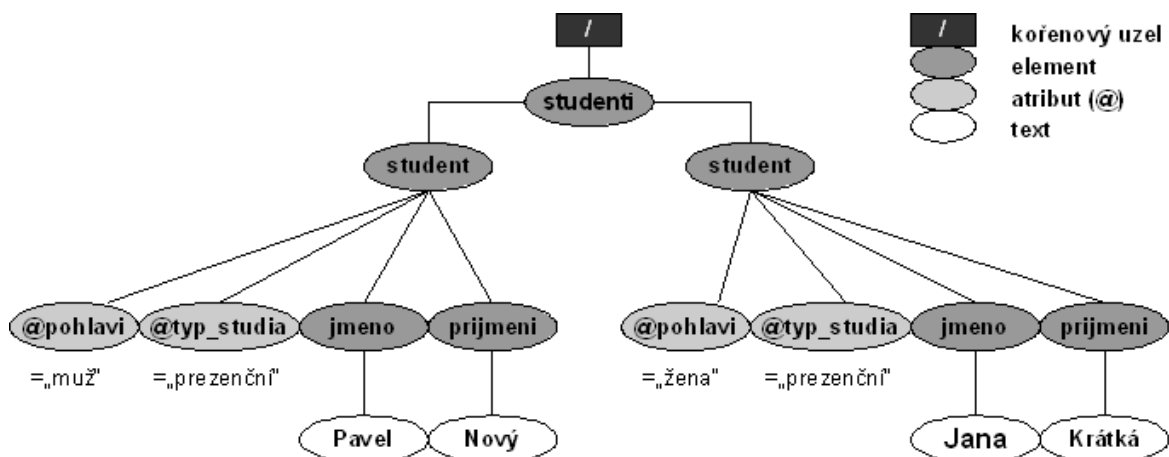 /
/ kořenový uzel
studenti
element
atribut (@)
text
student student
@pohlavi @typ_studia jmeno prijmeni @pohlavi @typ_studia jmeno prijmeni
=„muž" =„prezenční" =„žena" =„prezenční"
Pavel Nový Jana Krátká